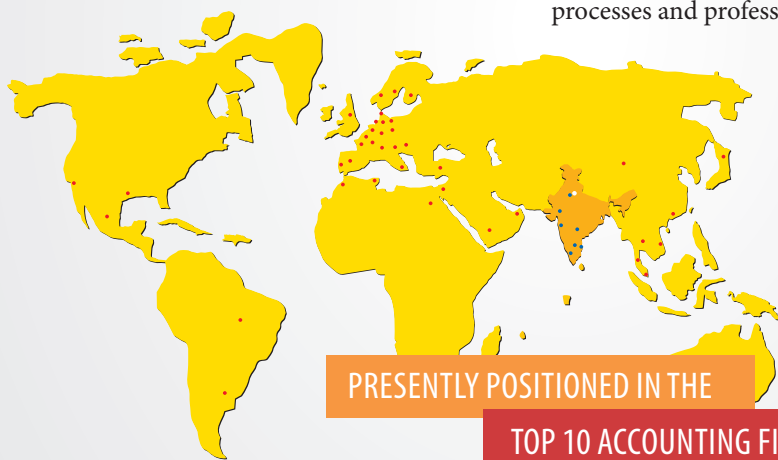 processes and profess
PRESENTLY POSITIONED IN THE
TOP 10 ACCOUNTING FI